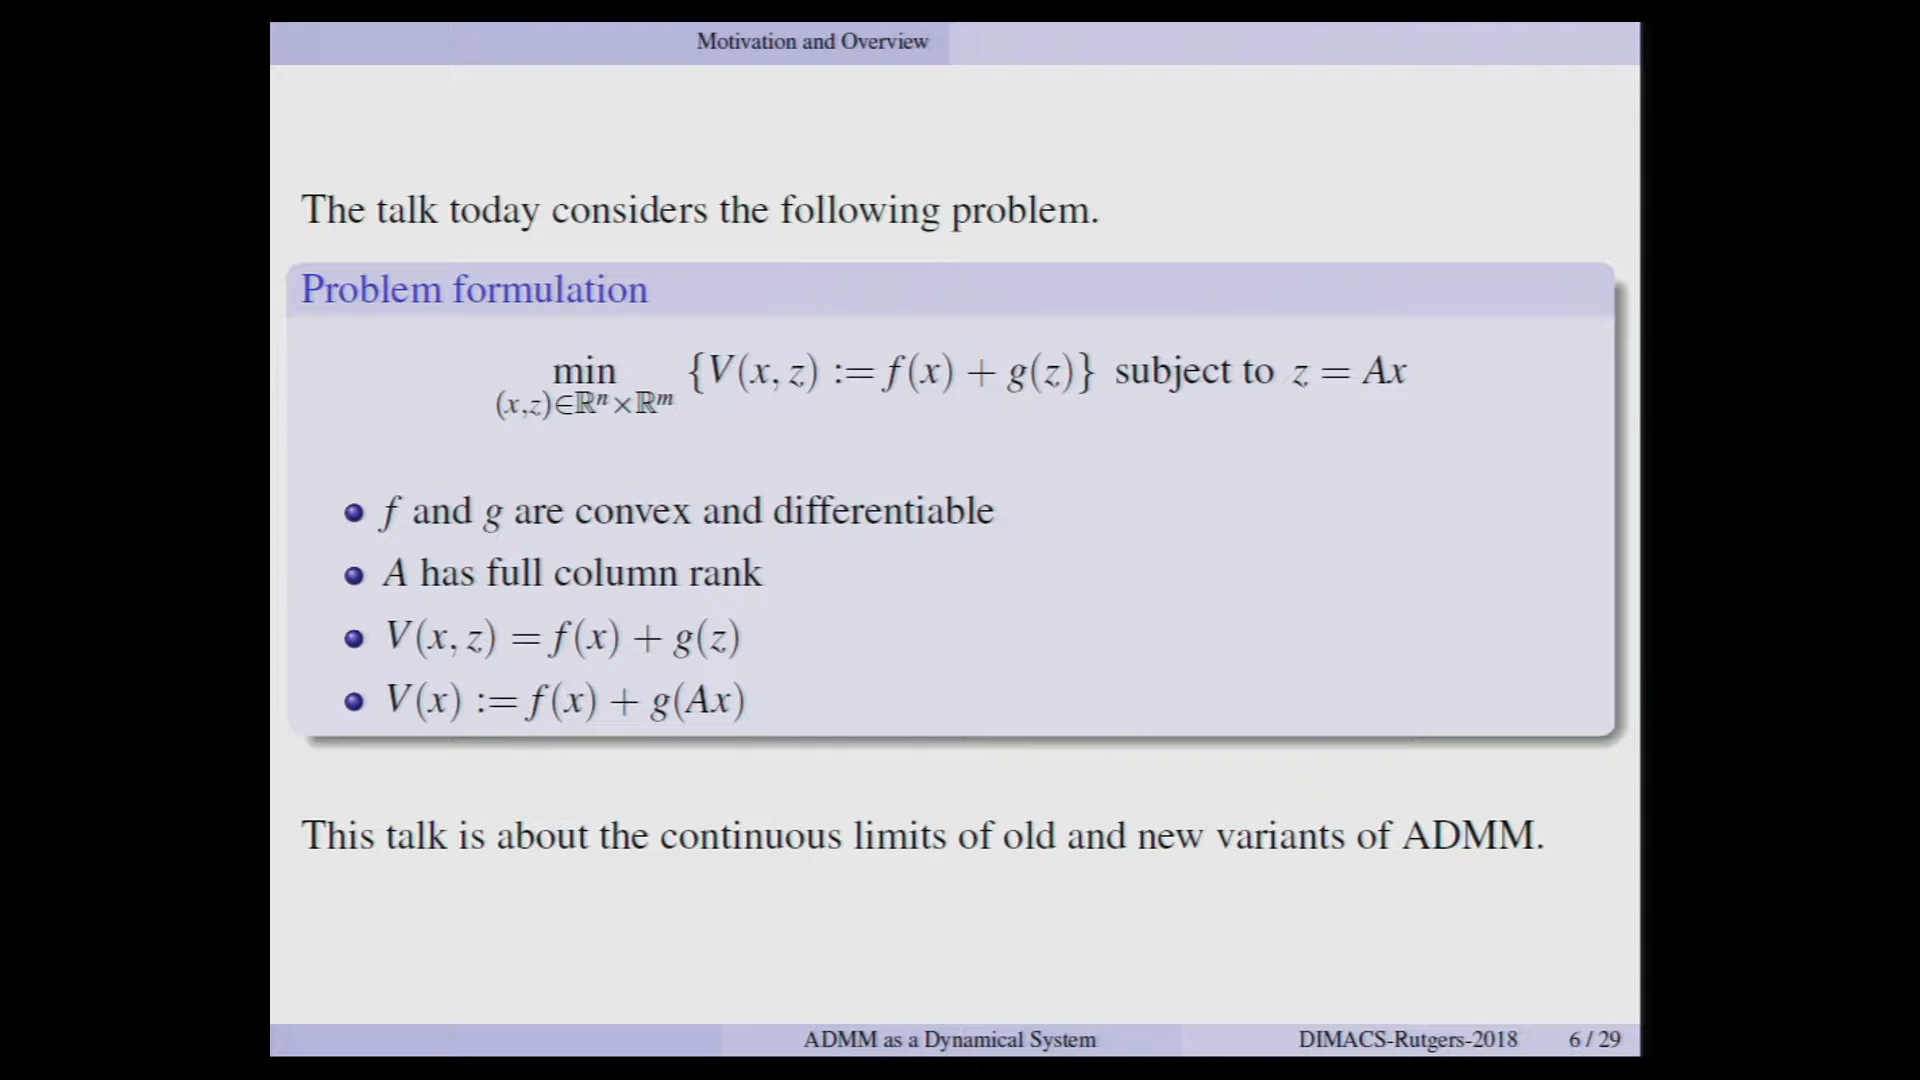 Motivation and Overview
The talk today considers the following problem.
Problem formulation
min {V(x, z) := f(x) + g(z)} subject to z = Ax
(x,z)∈ℝⁿ×ℝᵐ
f and g are convex and differentiable
A has full column rank
V(x, z) = f(x) + g(z)
V(x) := f(x) + g(Ax)
This talk is about the continuous limits of old and new variants of ADMM.
ADMM as a Dynamical System DIMACS-Rutgers-2018 6 / 29